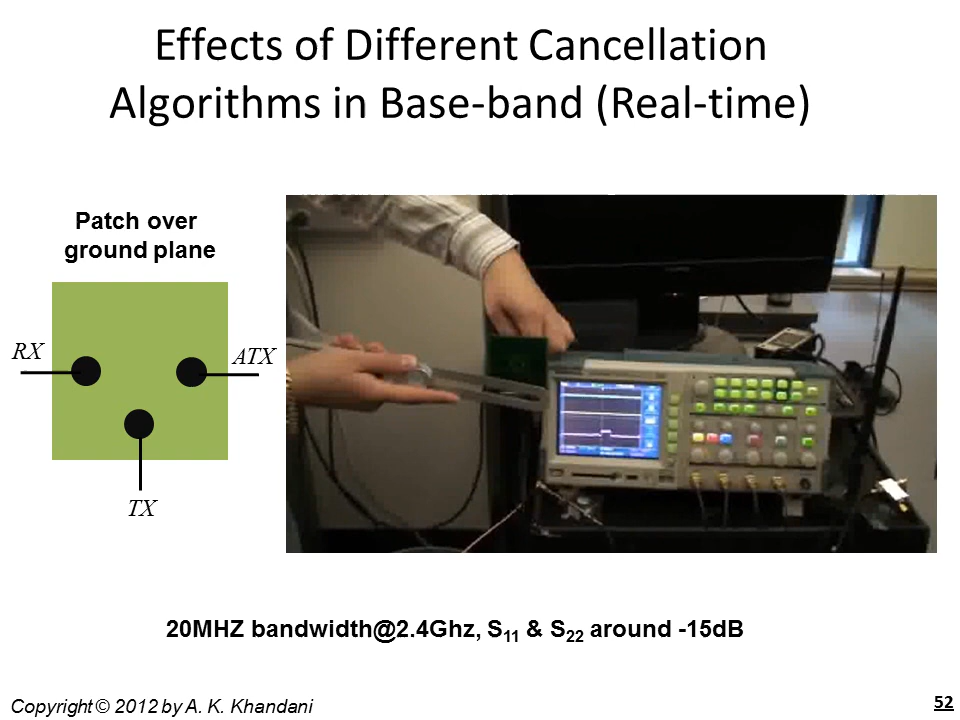 Effects of Different Cancellation
Algorithms in Base-band (Real-time)
Patch over
ground plane
RX
ATX
TX
20MHZ bandwidth@2.4Ghz, S11 & S22 around -15dB
Copyright © 2012 by A. K. Khandani
52